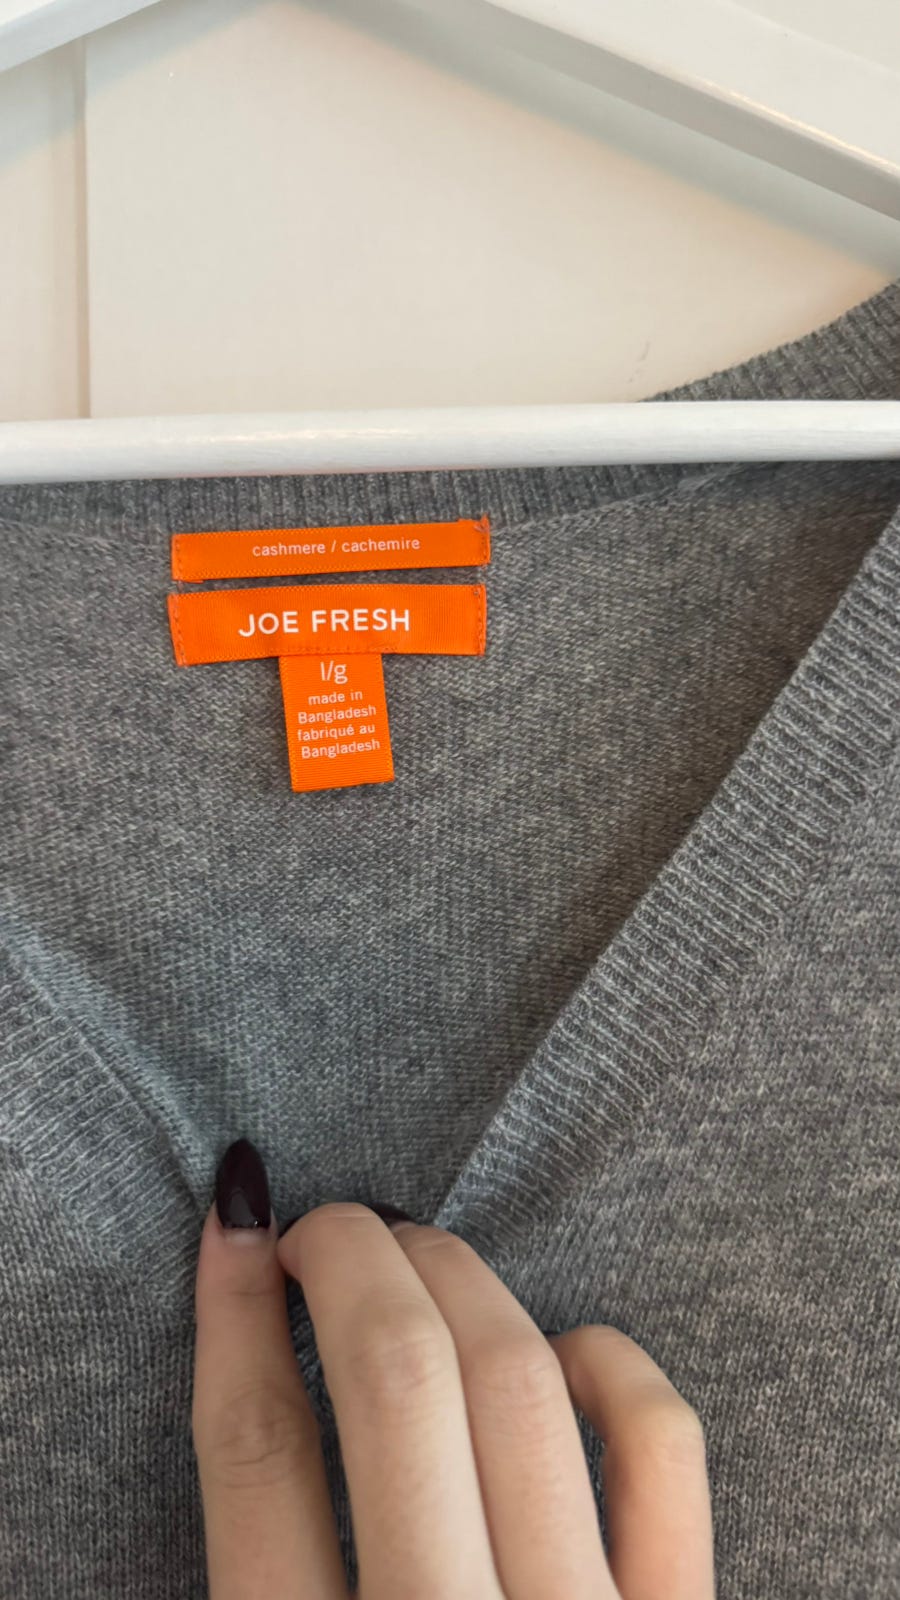 cashmere / cachemire
JOE FRESH
l/g
made in
Bangladesh
fabriqué au
Bangladesh